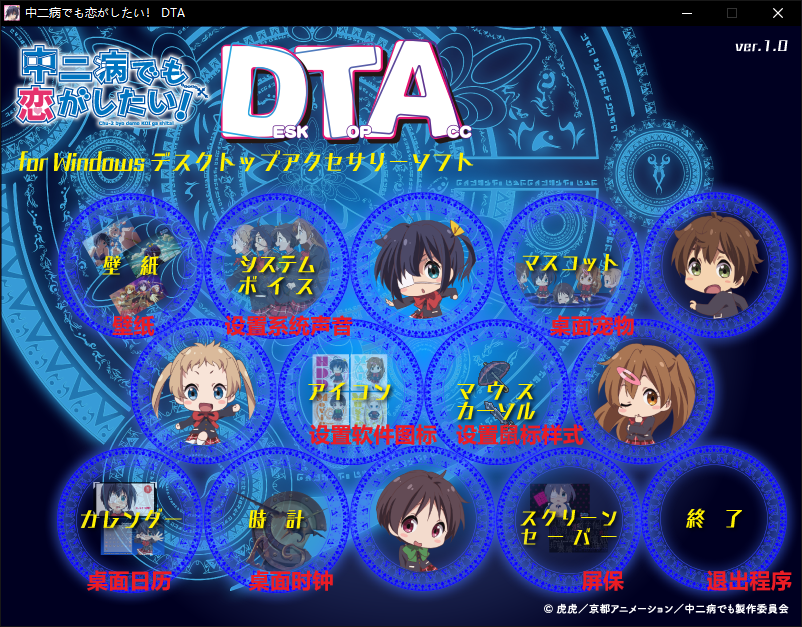 中二病でも恋がしたい! DTA
ver.1.0
中二病でも
恋がしたい!
Chu-2 byo demo KOI ga shitai
DESKTOP ACC
for Windows デスクトップアクセサリーソフト
壁 紙
システム
ボイス
マスコット
壁纸
设置系统声音
桌面宠物
アイコン
マウス
カーソル
设置软件图标
设置鼠标样式
カレンダー
時 計
スクリーン
セーバー
終 了
桌面日历
桌面时钟
屏保
退出程序
© 虎虎／京都アニメーション／中二病でも製作委員会